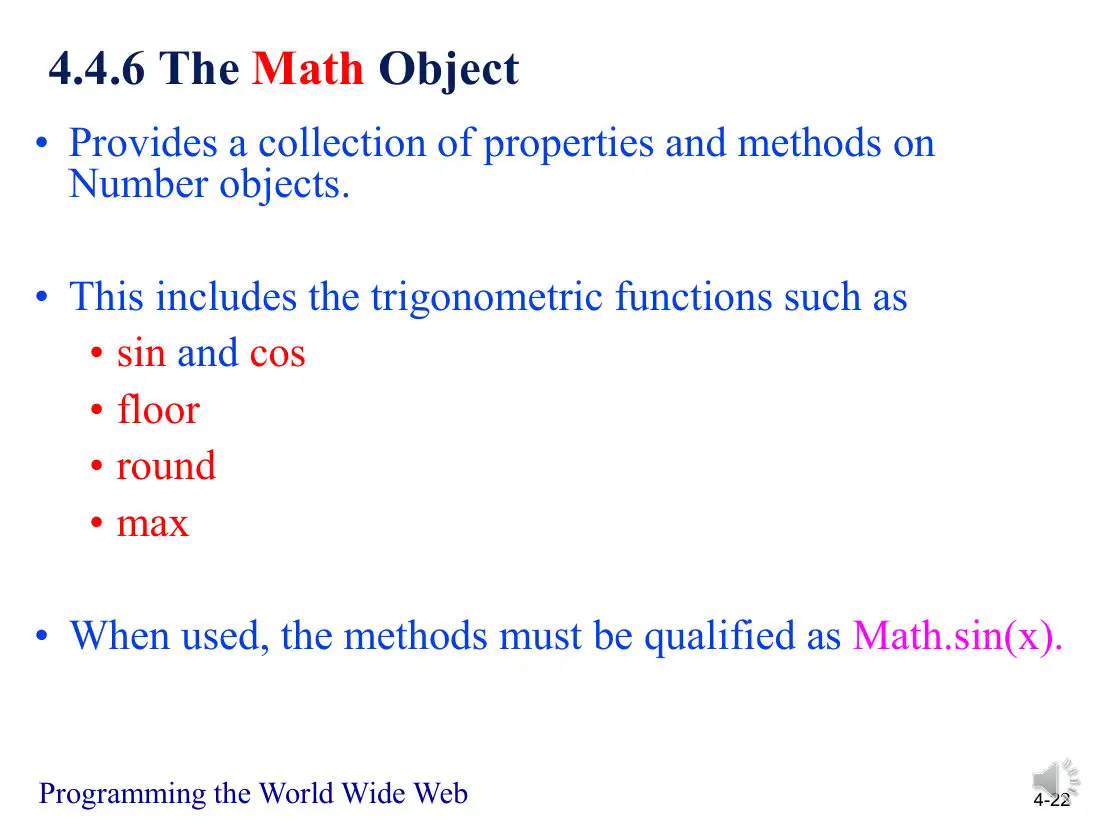 4.4.6 The Math Object
• Provides a collection of properties and methods on
Number objects.
• This includes the trigonometric functions such as
• sin and cos
• floor
• round
• max
• When used, the methods must be qualified as Math.sin(x).
Programming the World Wide Web
4-22